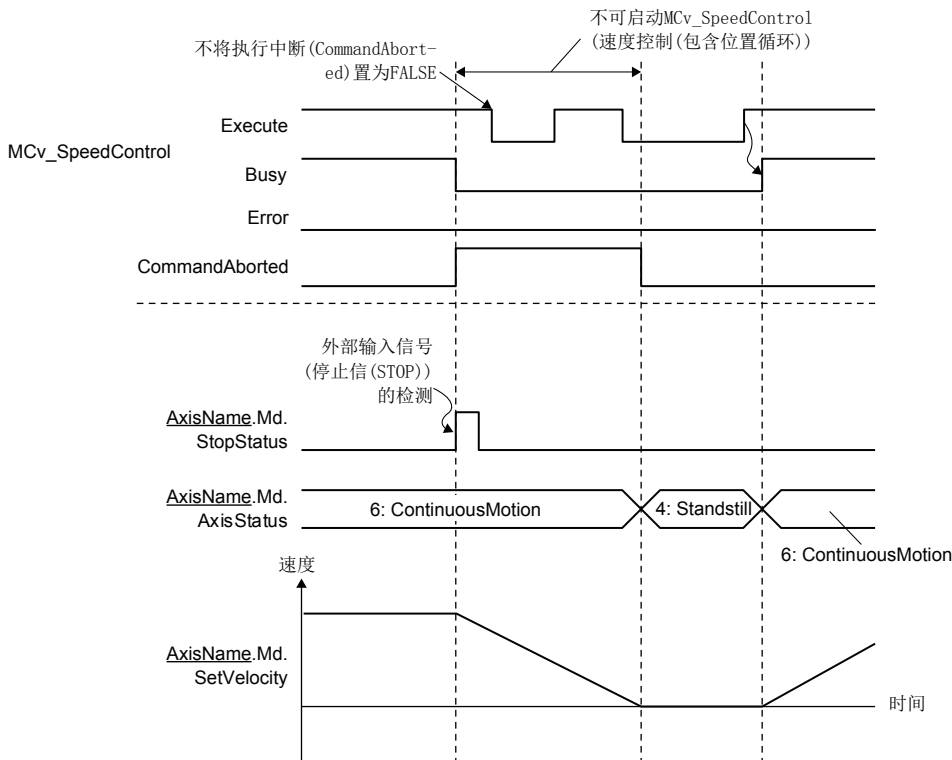 不可启动MCv_SpeedControl
(速度控制(包含位置循环))
不将执行中断(CommandAbort-
ed)置为FALSE
Execute
MCv_SpeedControl
Busy
Error
CommandAborted
外部输入信号
(停止信(STOP))
的检测
AxisName.Md.
StopStatus
AxisName.Md.
AxisStatus
6: ContinuousMotion
4: Standstill
6: ContinuousMotion
速度
AxisName.Md.
SetVelocity
时间